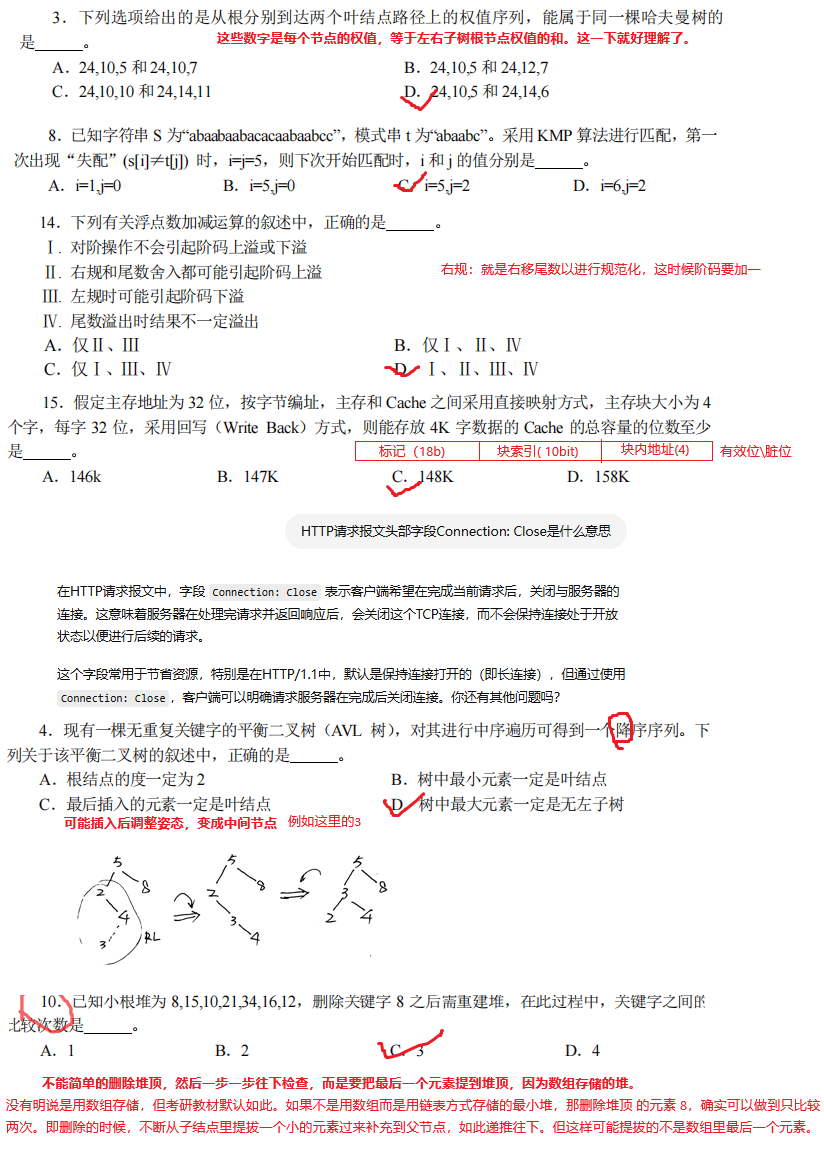 3．下列选项给出的是从根分别到达两个叶结点路径上的权值序列，能属于同一棵哈夫曼树的
是______。
这些数字是每个节点的权值，等于左右子树根节点权值的和。这一下就好理解了。
A．24,10,5 和 24,10,7
B．24,10,5 和 24,12,7
C．24,10,10 和 24,14,11
D．24,10,5 和 24,14,6
8．已知字符串 S 为“abaabaabacacaabaabcc”，模式串 t 为“abaabc”。采用 KMP 算法进行匹配，第一
次出现“失配”(s[i]≠t[j]) 时，i=j=5，则下次开始匹配时，i 和 j 的值分别是______。
A．i=1,j=0
B．i=5,j=0
C．i=5,j=2
D．i=6,j=2
14．下列有关浮点数加减运算的叙述中，正确的是______。
Ⅰ. 对阶操作不会引起阶码上溢或下溢
Ⅱ. 右规和尾数舍入都可能引起阶码上溢
右规：就是右移尾数以进行规范化，这时候阶码要加一
Ⅲ. 左规时可能引起阶码下溢
Ⅳ. 尾数溢出时结果不一定溢出
A．仅Ⅱ、Ⅲ
B．仅Ⅰ、Ⅱ、Ⅳ
C．仅Ⅰ、Ⅲ、Ⅳ
D．Ⅰ、Ⅱ、Ⅲ、Ⅳ
15．假定主存地址为 32 位，按字节编址，主存和 Cache 之间采用直接映射方式，主存块大小为 4
个字，每字 32 位，采用回写（Write Back）方式，则能存放 4K 字数据的 Cache 的总容量的位数至少
是______。
标记（18b) 块索引( 10bit) 块内地址(4) 有效位\脏位
A．146k
B．147K
C．148K
D．158K
HTTP请求报文头部字段Connection: Close是什么意思
在HTTP请求报文中，字段 Connection: Close 表示客户端希望在完成当前请求后，关闭与服务器的
连接。这意味着服务器在处理完请求并返回响应后，会关闭这个TCP连接，而不会保持连接处于开放
状态以便进行后续的请求。
这个字段常用于节省资源，特别是在HTTP/1.1中，默认是保持连接打开的（即长连接），但通过使用
Connection: Close ，客户端可以明确请求服务器在完成后关闭连接。你还有其他问题吗？
4．现有一棵无重复关键字的平衡二叉树（AVL 树），对其进行中序遍历可得到一个降序序列。下
列关于该平衡二叉树的叙述中，正确的是______。
A．根结点的度一定为 2
B．树中最小元素一定是叶结点
C．最后插入的元素一定是叶结点
D．树中最大元素一定是无左子树
可能插入后调整姿态，变成中间节点 例如这里的3
5 5 5
2 8 2 8 3 8
4 3 2 4
3 RL 4
10．已知小根堆为 8,15,10,21,34,16,12，删除关键字 8 之后需重建堆，在此过程中，关键字之间的
比较次数是______。
A．1
B．2
C．3
D．4
不能简单的删除堆顶，然后一步一步往下检查，而是要把最后一个元素提到堆顶，因为数组存储的堆。
没有明说是用数组存储，但考研教材默认如此。如果不是用数组而是用链表方式存储的最小堆，那删除堆顶 的元素 8，确实可以做到只比较
两次。即删除的时候，不断从子结点里提拔一个小的元素过来补充到父节点，如此递推往下。但这样可能提拔的不是数组里最后一个元素。